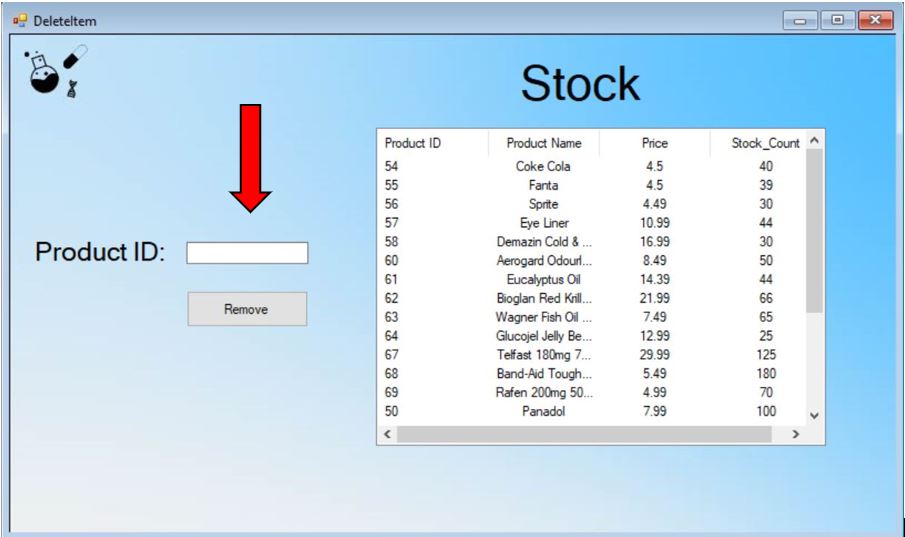 DeleteItem
Stock
Product ID:
Remove
Product ID Product Name Price Stock_Count
54 Coke Cola 4.5 40
55 Fanta 4.5 39
56 Sprite 4.49 30
57 Eye Liner 10.99 44
58 Demazin Cold & ... 16.99 30
60 Aerogard Odourl... 8.49 50
61 Eucalyptus Oil 14.39 44
62 Bioglan Red Krill... 21.99 66
63 Wagner Fish Oil ... 7.49 65
64 Glucojel Jelly Be... 12.99 25
67 Telfast 180mg 7... 29.99 125
68 Band-Aid Tough... 5.49 180
69 Rafen 200mg 50... 4.99 70
50 Panadol 7.99 100